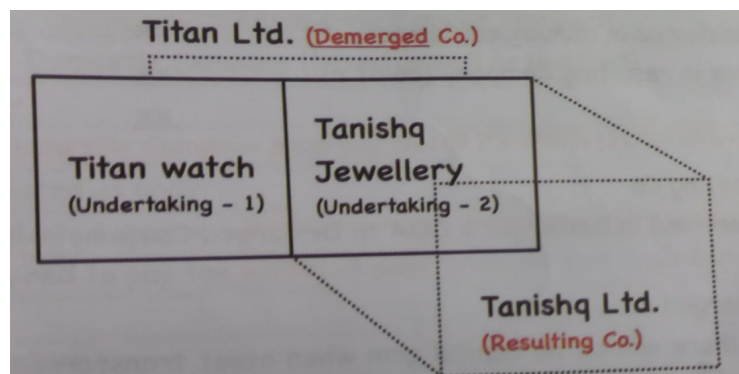 Titan Ltd. (Demerged Co.)
Titan watch
(Undertaking - 1)
Tanishq
Jewellery
(Undertaking - 2)
Tanishq Ltd.
(Resulting Co.)